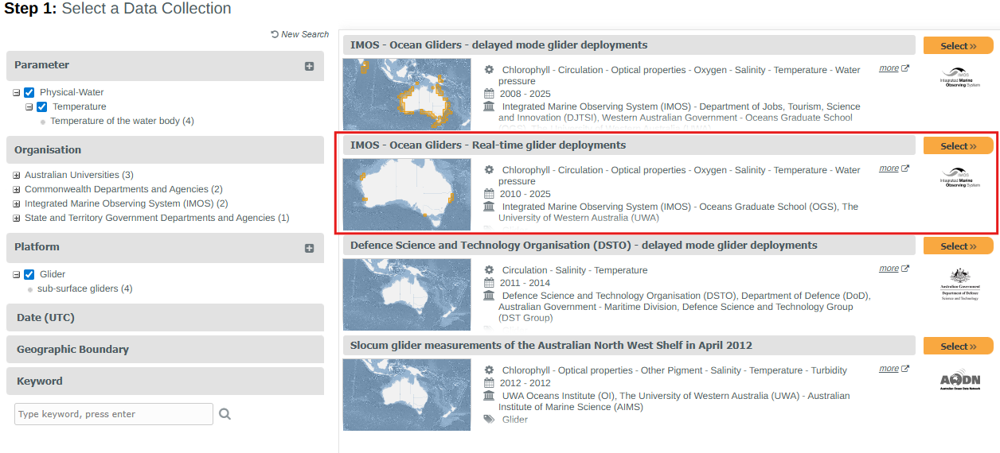 Step 1: Select a Data Collection
New Search
Parameter
Physical-Water
Temperature
Temperature of the water body (4)
Organisation
Australian Universities (3)
Commonwealth Departments and Agencies (2)
Integrated Marine Observing System (IMOS) (2)
State and Territory Government Departments and Agencies (1)
Platform
Glider
sub-surface gliders (4)
Date (UTC)
Geographic Boundary
Keyword
Type keyword, press enter
IMOS - Ocean Gliders - delayed mode glider deployments
Select »
Chlorophyll - Circulation - Optical properties - Oxygen - Salinity - Temperature - Water
pressure
more
2008 - 2025
Integrated Marine Observing System (IMOS) - Department of Jobs, Tourism, Science
and Innovation (DJTSI), Western Australian Government - Oceans Graduate School
IMOS
Integrated Marine
Observing System
IMOS - Ocean Gliders - Real-time glider deployments
Select »
Chlorophyll - Circulation - Optical properties - Oxygen - Salinity - Temperature - Water
pressure
more
2010 - 2025
Integrated Marine Observing System (IMOS) - Oceans Graduate School (OGS), The
University of Western Australia (UWA)
IMOS
Integrated Marine
Observing System
Defence Science and Technology Organisation (DSTO) - delayed mode glider deployments
Select »
Circulation - Salinity - Temperature
more
2011 - 2014
Defence Science and Technology Organisation (DSTO), Department of Defence (DoD),
Australian Government - Maritime Division, Defence Science and Technology Group
(DST Group)
Australian Government
Department of Defence
Science and Technology
Slocum glider measurements of the Australian North West Shelf in April 2012
Select »
Chlorophyll - Optical properties - Other Pigment - Salinity - Temperature - Turbidity
more
2012 - 2012
UWA Oceans Institute (OI), The University of Western Australia (UWA) - Australian
Institute of Marine Science (AIMS)
Glider
AODN
Australian Ocean Data Network